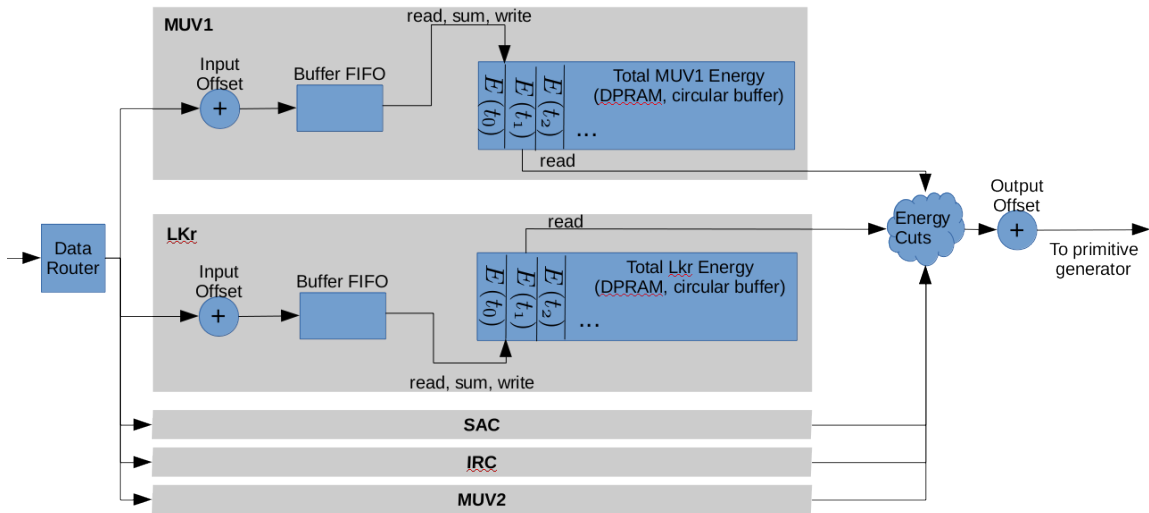 MUV1
read, sum, write
Input
Offset
+
Buffer FIFO
E(t₀)
E(t₁)
E(t₂)
...
Total MUV1 Energy
(DPRAM, circular buffer)
read
Data
Router
LKr
Input
Offset
+
Buffer FIFO
read
E(t₀)
E(t₁)
E(t₂)
...
Total Lkr Energy
(DPRAM, circular buffer)
read, sum, write
Energy
Cuts
Output
Offset
+
To primitive
generator
SAC
IRC
MUV2